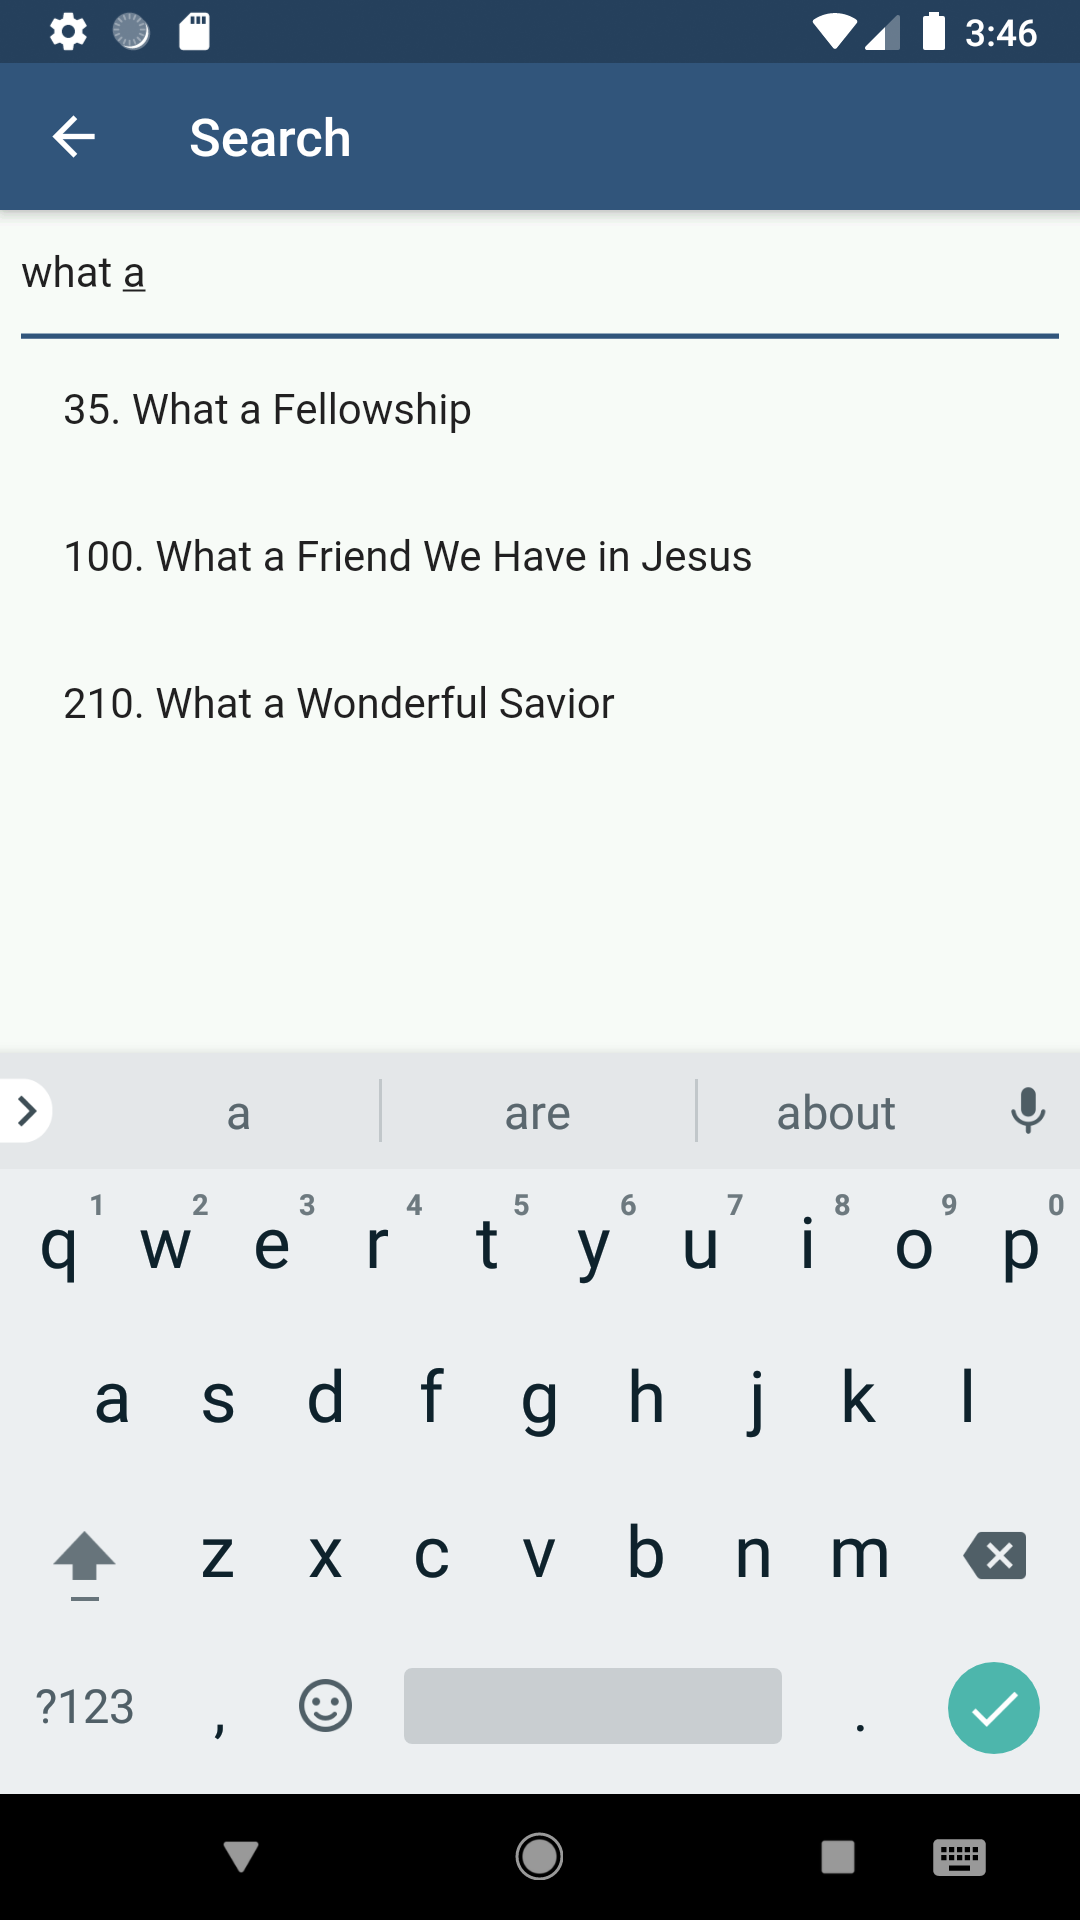 3:46
Search
what a
35. What a Fellowship
100. What a Friend We Have in Jesus
210. What a Wonderful Savior
a are about
1 2 3 4 5 6 7 8 9 0
q w e r t y u i o p
a s d f g h j k l
z x c v b n m
?123 , .